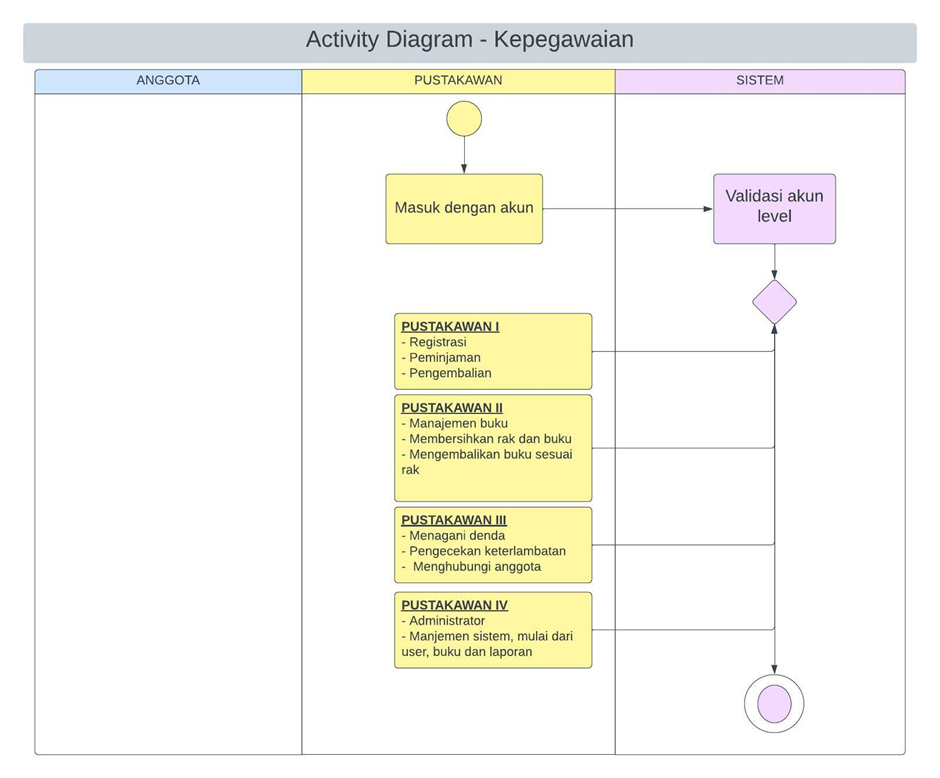 Activity Diagram - Kepegawaian
ANGGOTA
PUSTAKAWAN
SISTEM
Masuk dengan akun
Validasi akun
level
PUSTAKAWAN I
- Registrasi
- Peminjaman
- Pengembalian
PUSTAKAWAN II
- Manajemen buku
- Membersihkan rak dan buku
- Mengembalikan buku sesuai
rak
PUSTAKAWAN III
- Menagani denda
- Pengecekan keterlambatan
- Menghubungi anggota
PUSTAKAWAN IV
- Administrator
- Manjemen sistem, mulai dari
user, buku dan laporan